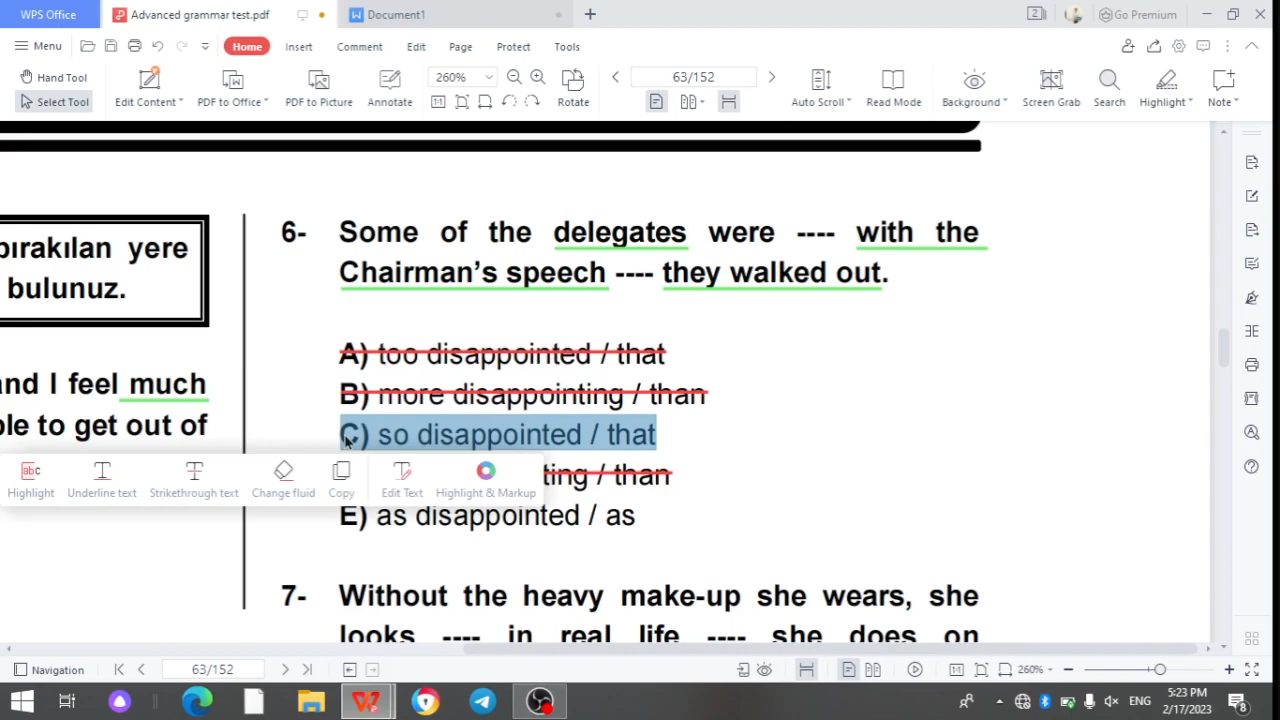 WPS Office
Advanced grammar test.pdf
Document1
2
Go Premium
Menu
Home
Insert
Comment
Edit
Page
Protect
Tools
Hand Tool
Select Tool
Edit Content
PDF to Office
PDF to Picture
Annotate
260%
Rotate
63/152
Auto Scroll
Read Mode
Background
Screen Grab
Search
Highlight
Note
bırakılan yere
bulunuz.
and I feel much
ble to get out of
6- Some of the delegates were ---- with the
Chairman's speech ---- they walked out.
A) too disappointed / that
B) more disappointing / than
C) so disappointed / that
ting / than
E) as disappointed / as
Highlight
Underline text
Strikethrough text
Change fluid
Copy
Edit Text
Highlight & Markup
7- Without the heavy make-up she wears, she
looks ---- in real life ---- she does on
Navigation
63/152
260%
ENG
5:23 PM
2/17/2023
8